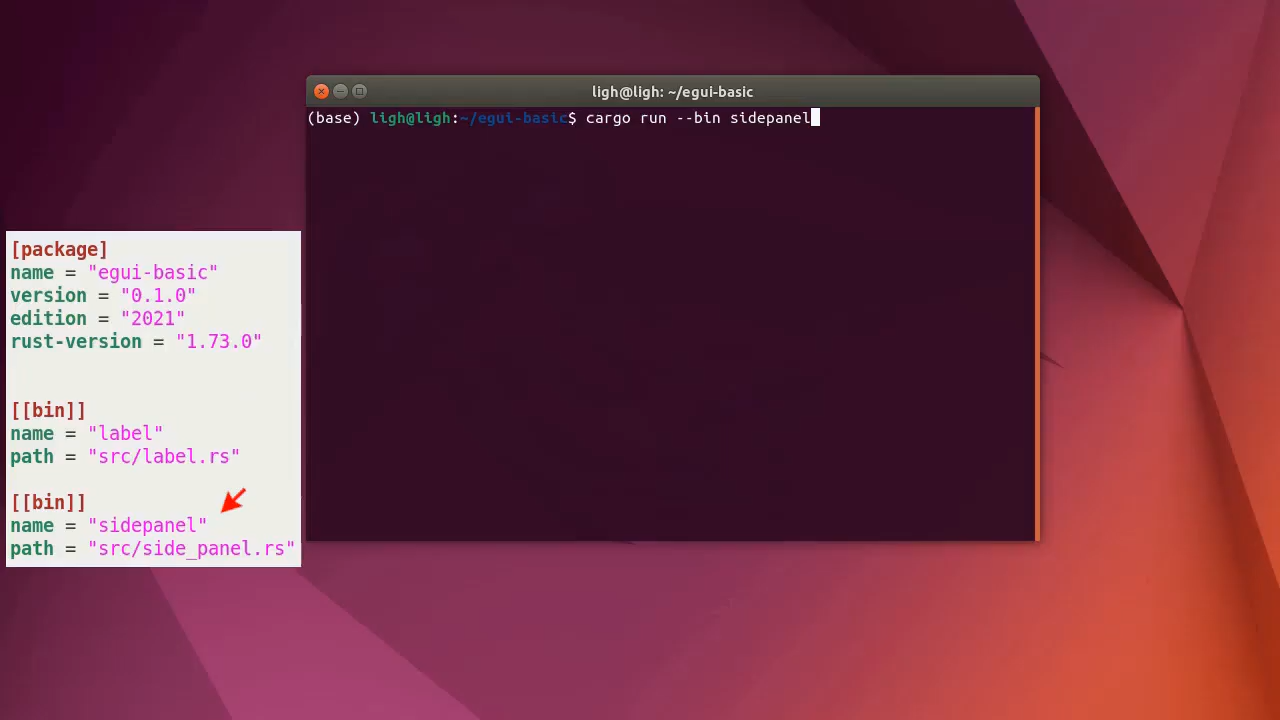 ligh@ligh: ~/egui-basic
(base) ligh@ligh:~/egui-basic$ cargo run --bin sidepanel
[package]
name = "egui-basic"
version = "0.1.0"
edition = "2021"
rust-version = "1.73.0"
[[bin]]
name = "label"
path = "src/label.rs"
[[bin]]
name = "sidepanel"
path = "src/side_panel.rs"